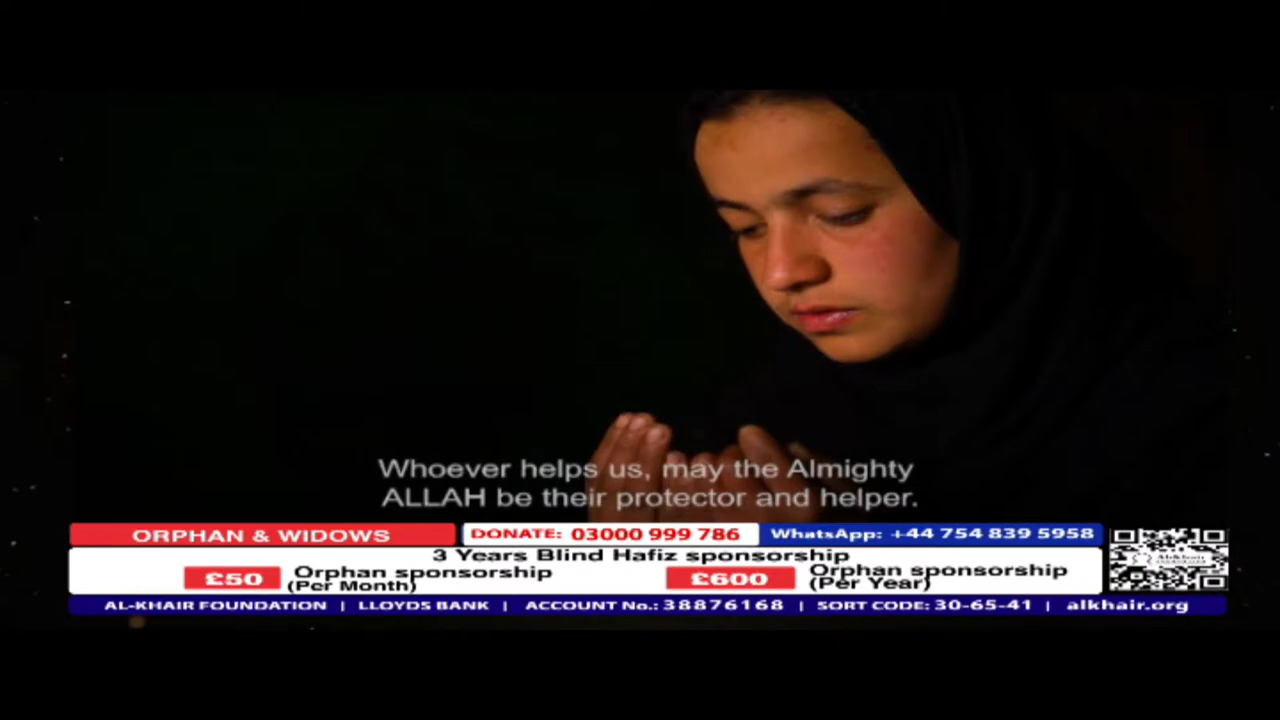 Whoever helps us, may the Almighty
ALLAH be their protector and helper.
ORPHAN & WIDOWS
DONATE: 03000 999 786
WhatsApp: +44 754 839 5958
3 Years Blind Hafiz sponsorship
£50 Orphan sponsorship
(Per Month)
£600 Orphan sponsorship
(Per Year)
AL-KHAIR FOUNDATION | LLOYDS BANK | ACCOUNT No.: 38876168 | SORT CODE: 30-65-41 | alkhair.org